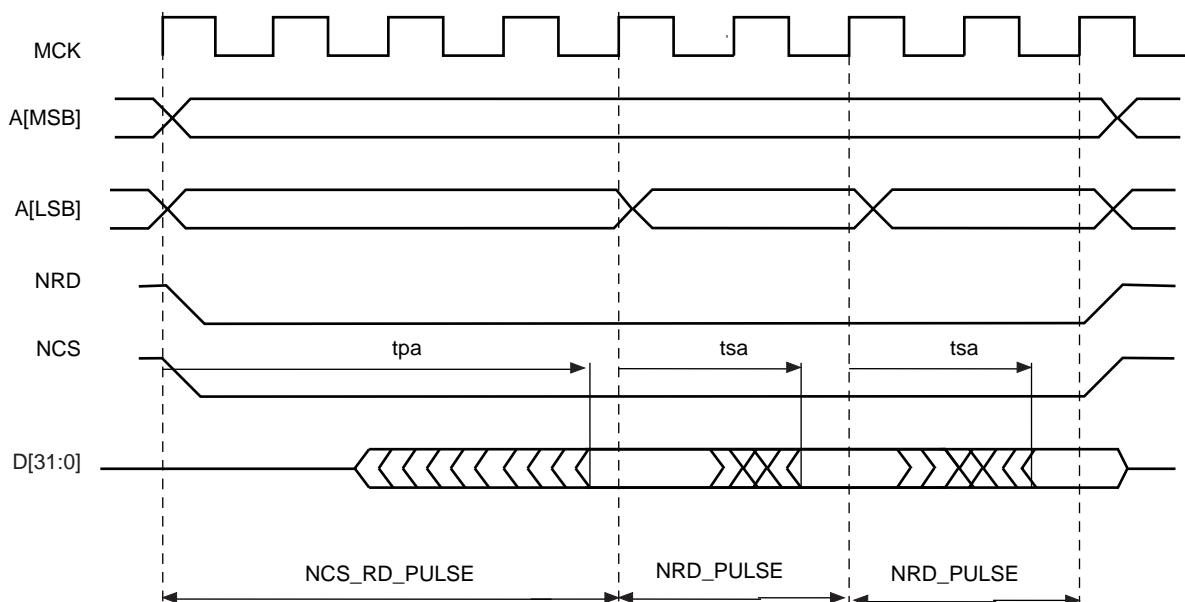 MCK
A[MSB]
A[LSB]
NRD
NCS
tpa
tsa
tsa
D[31:0]
NCS_RD_PULSE
NRD_PULSE
NRD_PULSE